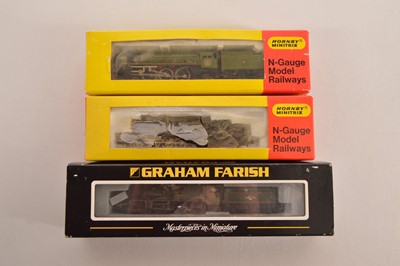 HORNBY
MINITRIX
N-Gauge
Model
Railways
HORNBY
MINITRIX
N-Gauge
Model
Railways
GRAHAM FARISH
Masterpieces in Miniature